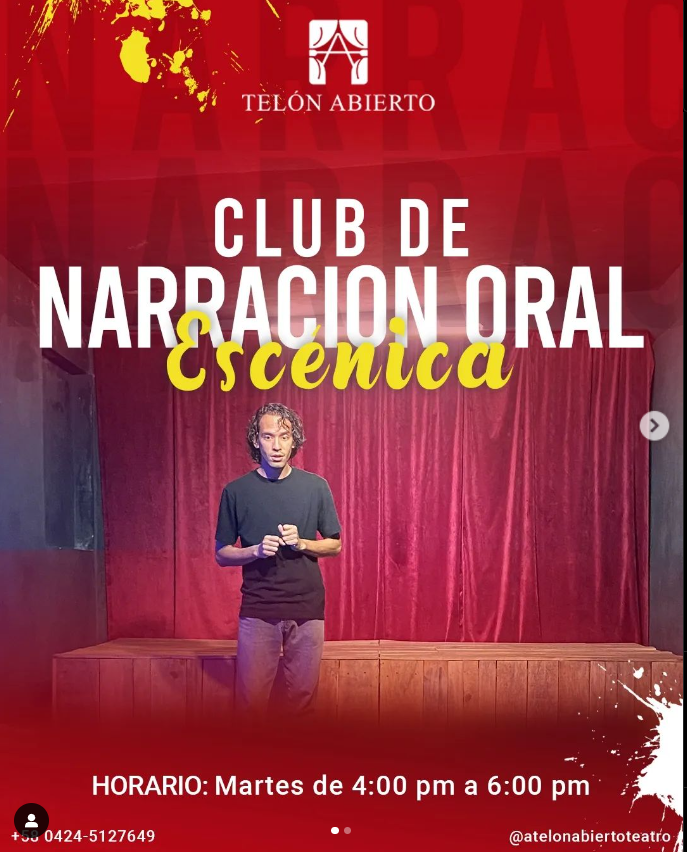 TELÓN ABIERTO
CLUB DE
NARRACION ORAL
Escénica
HORARIO: Martes de 4:00 pm a 6:00 pm
+58 0424-5127649
@atelonabiertoteatro